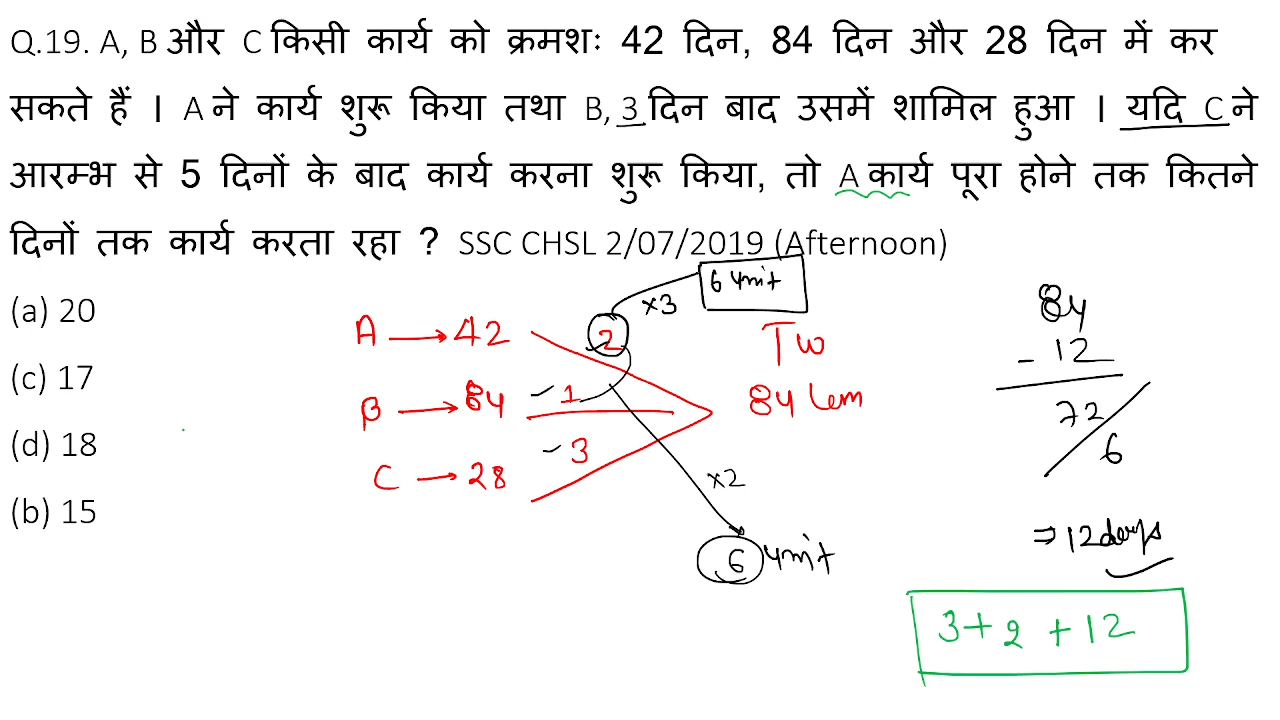 Q.19. A, B और C किसी कार्य को क्रमशः 42 दिन, 84 दिन और 28 दिन में कर
सकते हैं । A ने कार्य शुरू किया तथा B, 3 दिन बाद उसमें शामिल हुआ । यदि C ने
आरम्भ से 5 दिनों के बाद कार्य करना शुरू किया, तो A कार्य पूरा होने तक कितने
दिनों तक कार्य करता रहा ? SSC CHSL 2/07/2019 (Afternoon)
(a) 20
(c) 17
(d) 18
(b) 15
6 unit
×3
A → 42
2
TW
B → 84
1
84 Lcm
C → 28
3
×2
6 unit
84
- 12
72
6
⇒ 12 days
3 + 2 + 12